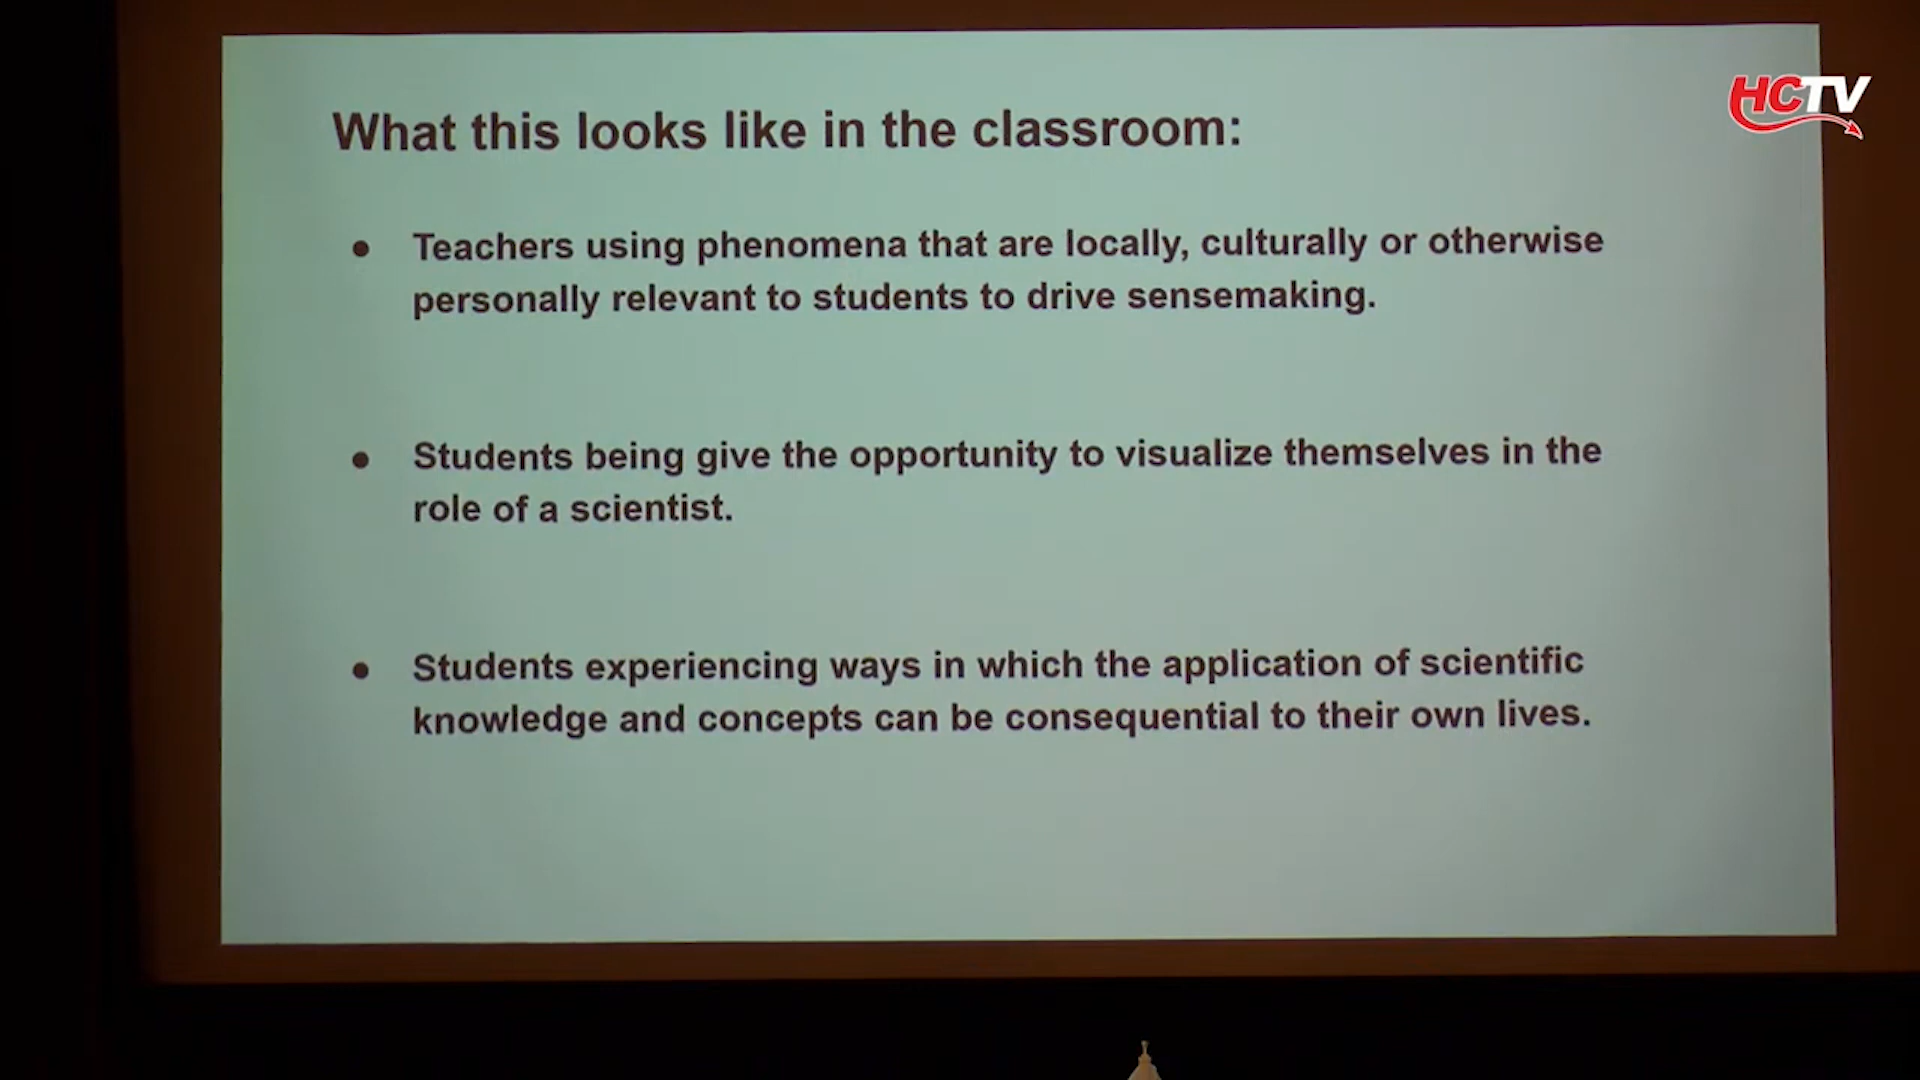 HCTV
What this looks like in the classroom:
● Teachers using phenomena that are locally, culturally or otherwise
personally relevant to students to drive sensemaking.
● Students being give the opportunity to visualize themselves in the
role of a scientist.
● Students experiencing ways in which the application of scientific
knowledge and concepts can be consequential to their own lives.